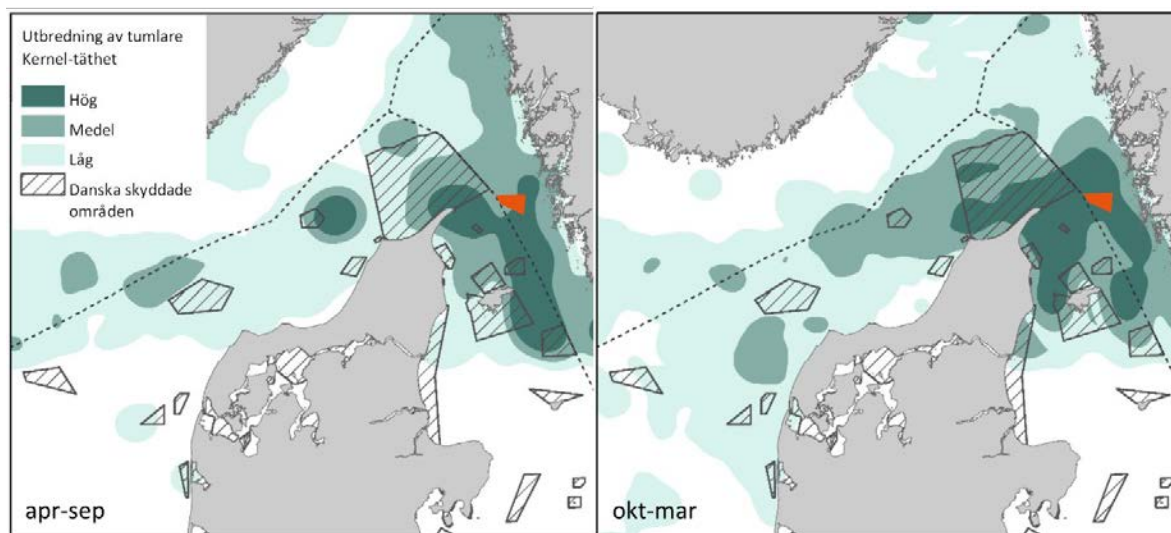 Utbredning av tumlare
Kernel-täthet
Hög
Medel
Låg
Danska skyddade
områden
apr-sep
okt-mar